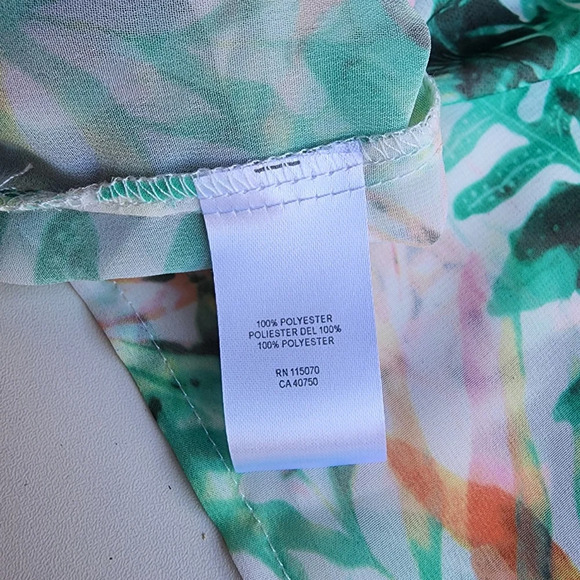 100% POLYESTER
POLIESTER DEL 100%
100% POLYESTER
RN 115070
CA 40750